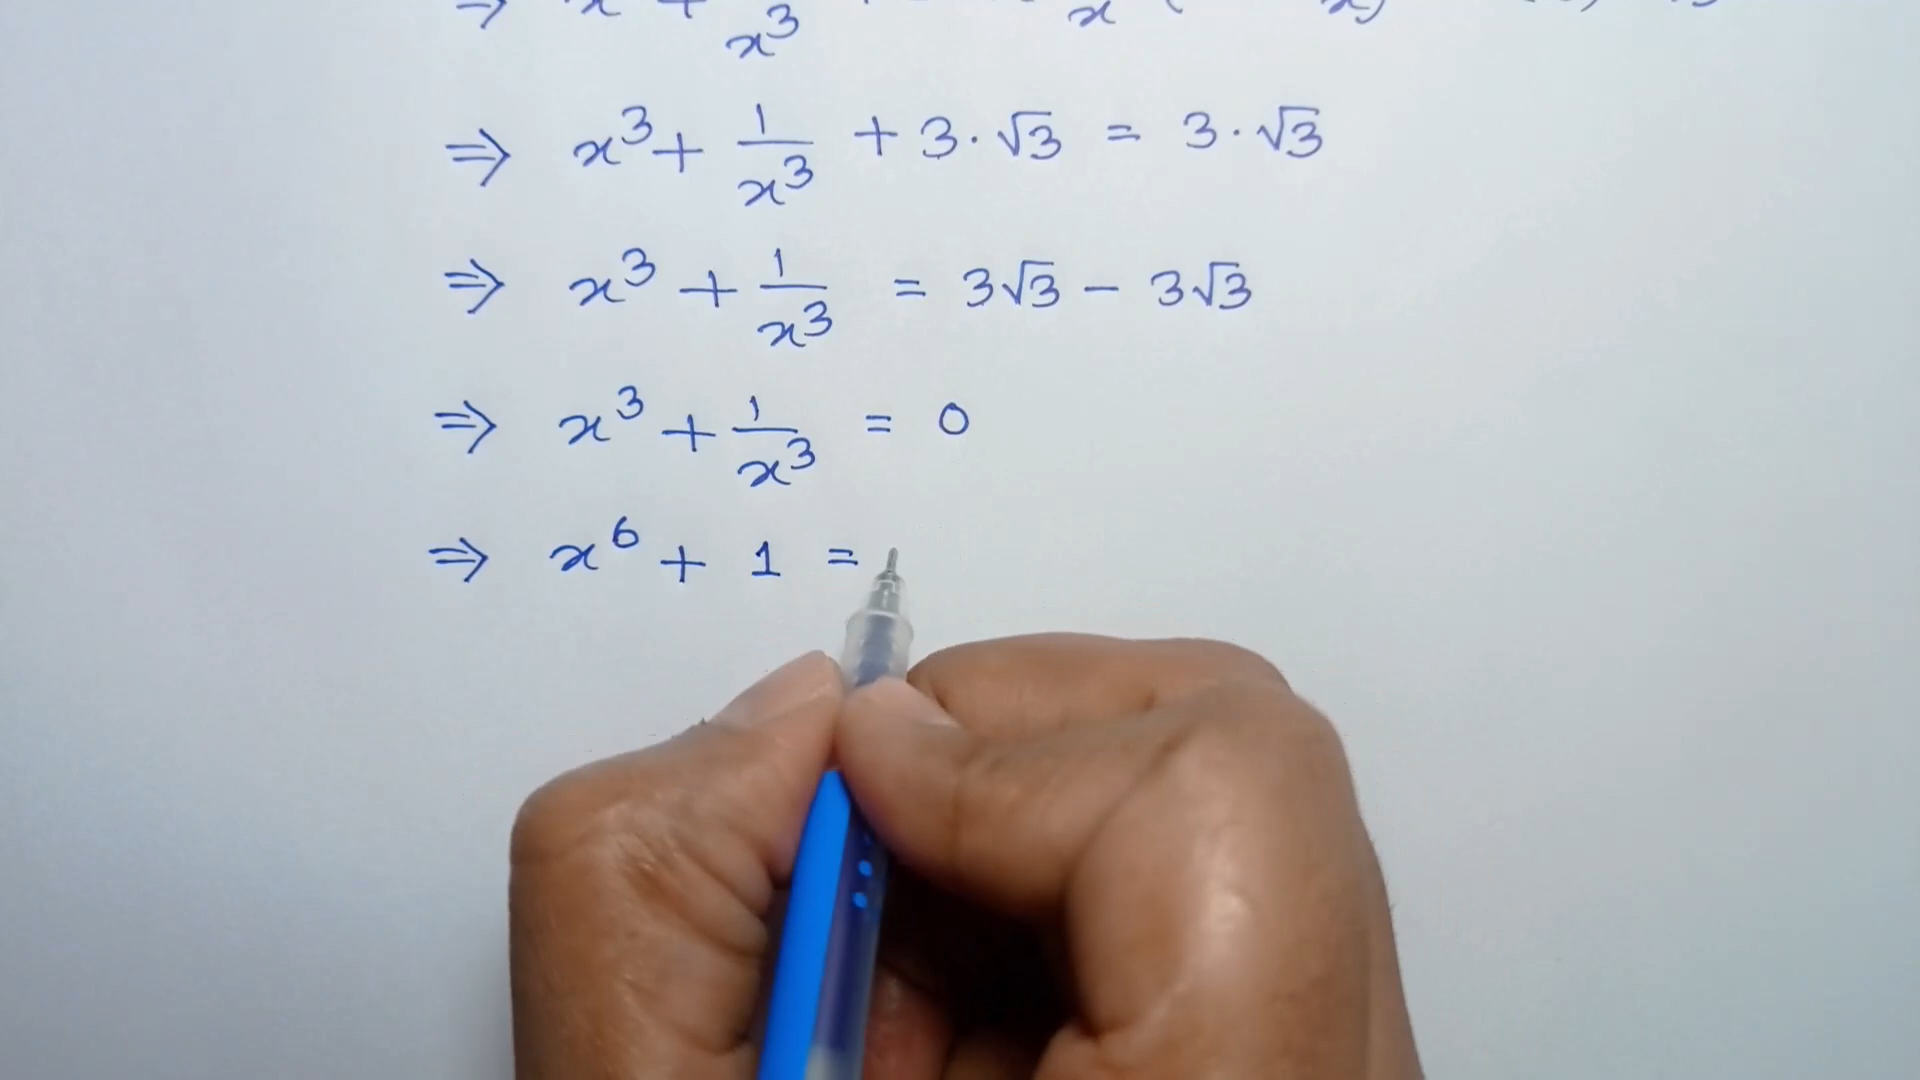 ⇒ x³ + 1/x³ + 3·√3 = 3·√3
⇒ x³ + 1/x³ = 3√3 − 3√3
⇒ x³ + 1/x³ = 0
⇒ x⁶ + 1 =